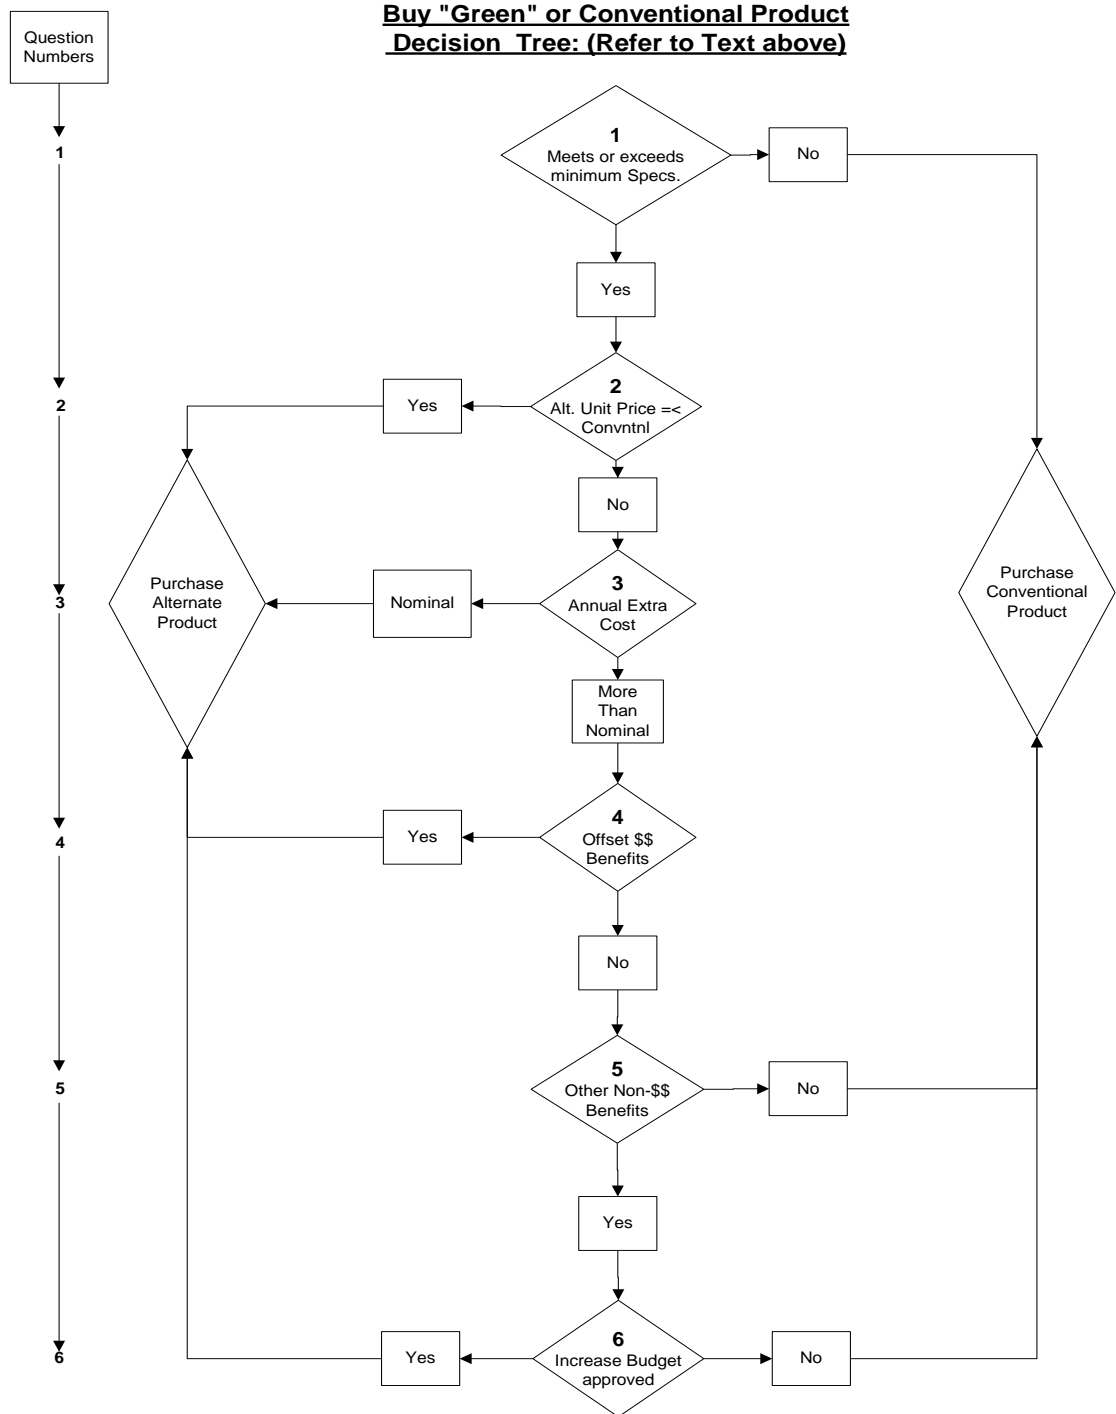 Buy "Green" or Conventional Product
Decision Tree: (Refer to Text above)
Question
Numbers
1
Meets or exceeds
minimum Specs.
No
1
Yes
2
Alt. Unit Price =<
Convntnl
Yes
2
No
3
Annual Extra
Cost
Nominal
Purchase
Alternate
Product
Purchase
Conventional
Product
3
More
Than
Nominal
4
Offset $$
Benefits
Yes
4
No
5
Other Non-$$
Benefits
No
5
Yes
6
Increase Budget
approved
Yes
No
6